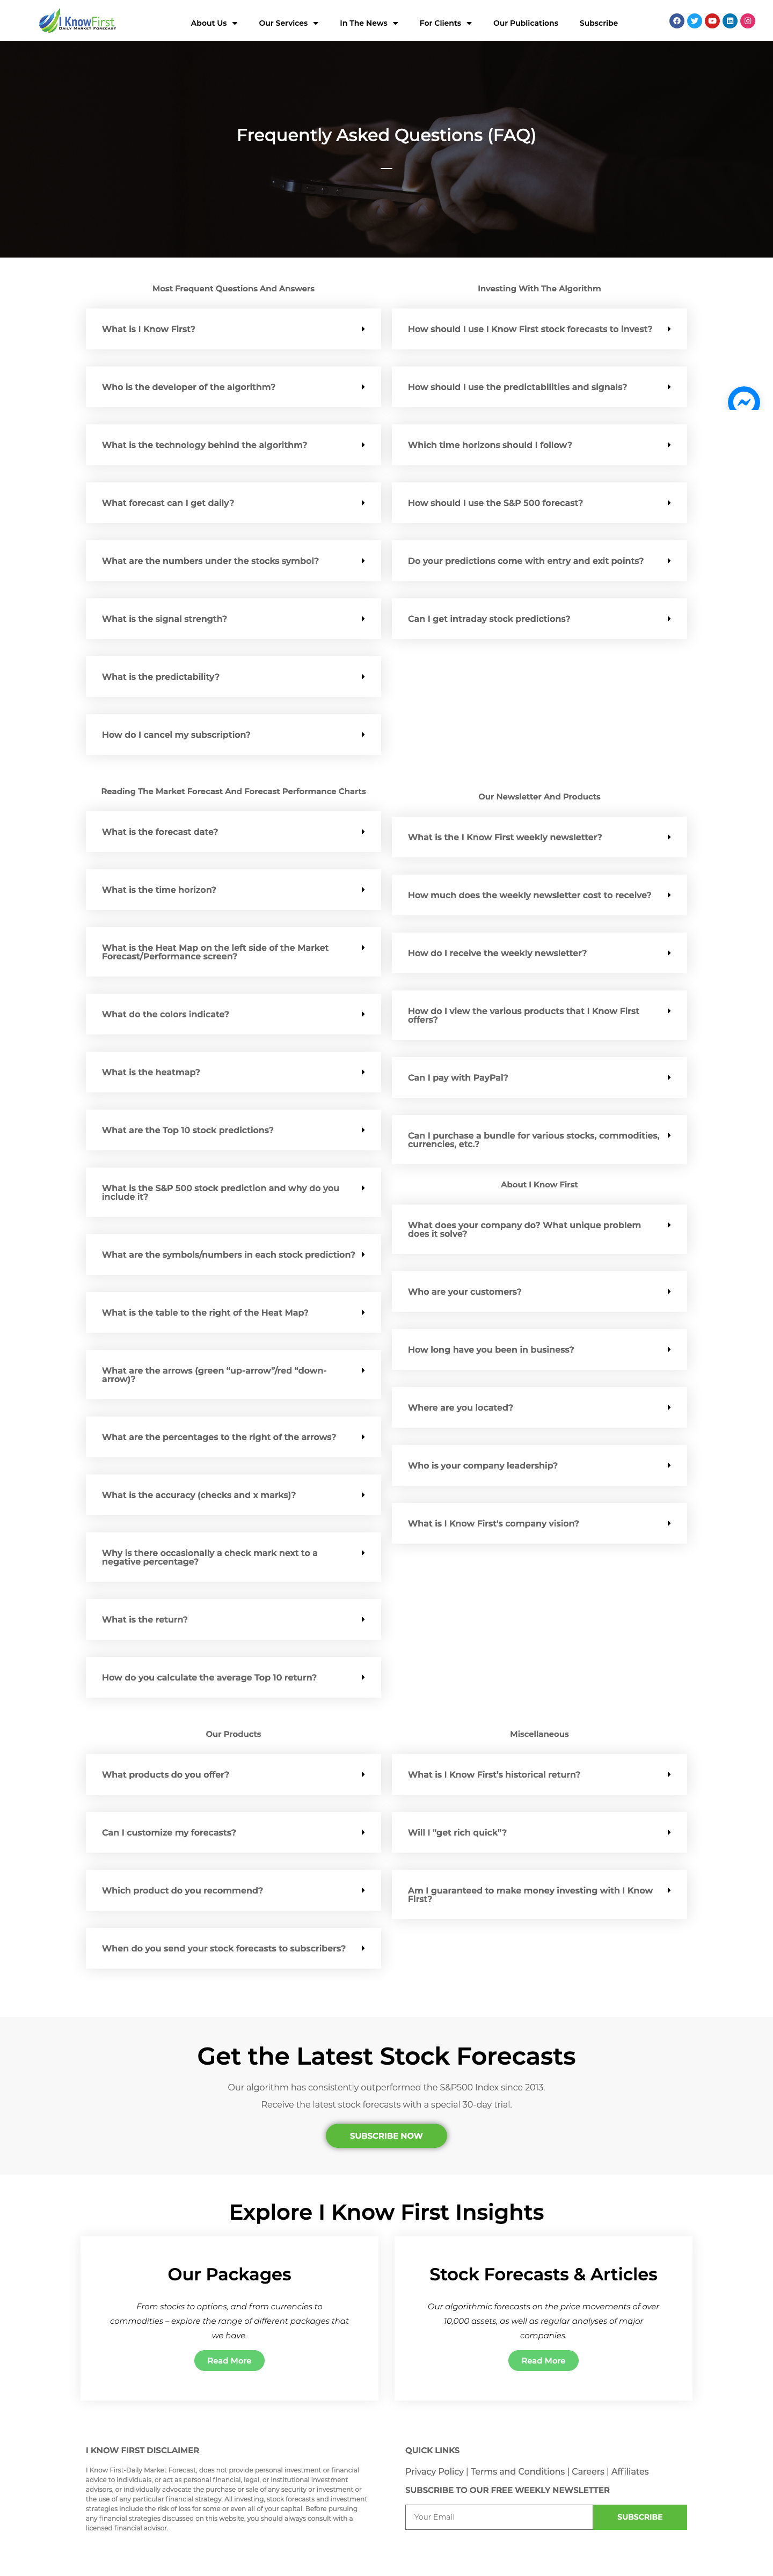 I Know First
DAILY MARKET FORECAST
About Us
Our Services
In The News
For Clients
Our Publications
Subscribe
Frequently Asked Questions (FAQ)
Most Frequent Questions And Answers
What is I Know First?
Who is the developer of the algorithm?
What is the technology behind the algorithm?
What forecast can I get daily?
What are the numbers under the stocks symbol?
What is the signal strength?
What is the predictability?
How do I cancel my subscription?
Investing With The Algorithm
How should I use I Know First stock forecasts to invest?
How should I use the predictabilities and signals?
Which time horizons should I follow?
How should I use the S&P 500 forecast?
Do your predictions come with entry and exit points?
Can I get intraday stock predictions?
Reading The Market Forecast And Forecast Performance Charts
What is the forecast date?
What is the time horizon?
What is the Heat Map on the left side of the Market
Forecast/Performance screen?
What do the colors indicate?
What is the heatmap?
What are the Top 10 stock predictions?
What is the S&P 500 stock prediction and why do you
include it?
What are the symbols/numbers in each stock prediction?
What is the table to the right of the Heat Map?
What are the arrows (green “up-arrow”/red “down-
arrow)?
What are the percentages to the right of the arrows?
What is the accuracy (checks and x marks)?
Why is there occasionally a check mark next to a
negative percentage?
What is the return?
How do you calculate the average Top 10 return?
Our Newsletter And Products
What is the I Know First weekly newsletter?
How much does the weekly newsletter cost to receive?
How do I receive the weekly newsletter?
How do I view the various products that I Know First
offers?
Can I pay with PayPal?
Can I purchase a bundle for various stocks, commodities,
currencies, etc.?
About I Know First
What does your company do? What unique problem
does it solve?
Who are your customers?
How long have you been in business?
Where are you located?
Who is your company leadership?
What is I Know First's company vision?
Our Products
What products do you offer?
Can I customize my forecasts?
Which product do you recommend?
When do you send your stock forecasts to subscribers?
Miscellaneous
What is I Know First’s historical return?
Will I “get rich quick”?
Am I guaranteed to make money investing with I Know
First?
Get the Latest Stock Forecasts
Our algorithm has consistently outperformed the S&P500 Index since 2013.
Receive the latest stock forecasts with a special 30-day trial.
SUBSCRIBE NOW
Explore I Know First Insights
Our Packages
From stocks to options, and from currencies to
commodities – explore the range of different packages that
we have.
Read More
Stock Forecasts & Articles
Our algorithmic forecasts on the price movements of over
10,000 assets, as well as regular analyses of major
companies.
Read More
I KNOW FIRST DISCLAIMER
I Know First-Daily Market Forecast, does not provide personal investment or financial
advice to individuals, or act as personal financial, legal, or institutional investment
advisors, or individually advocate the purchase or sale of any security or investment or
the use of any particular financial strategy. All investing, stock forecasts and investment
strategies include the risk of loss for some or even all of your capital. Before pursuing
any financial strategies discussed on this website, you should always consult with a
licensed financial advisor.
QUICK LINKS
Privacy Policy | Terms and Conditions | Careers | Affiliates
SUBSCRIBE TO OUR FREE WEEKLY NEWSLETTER
Your Email
SUBSCRIBE